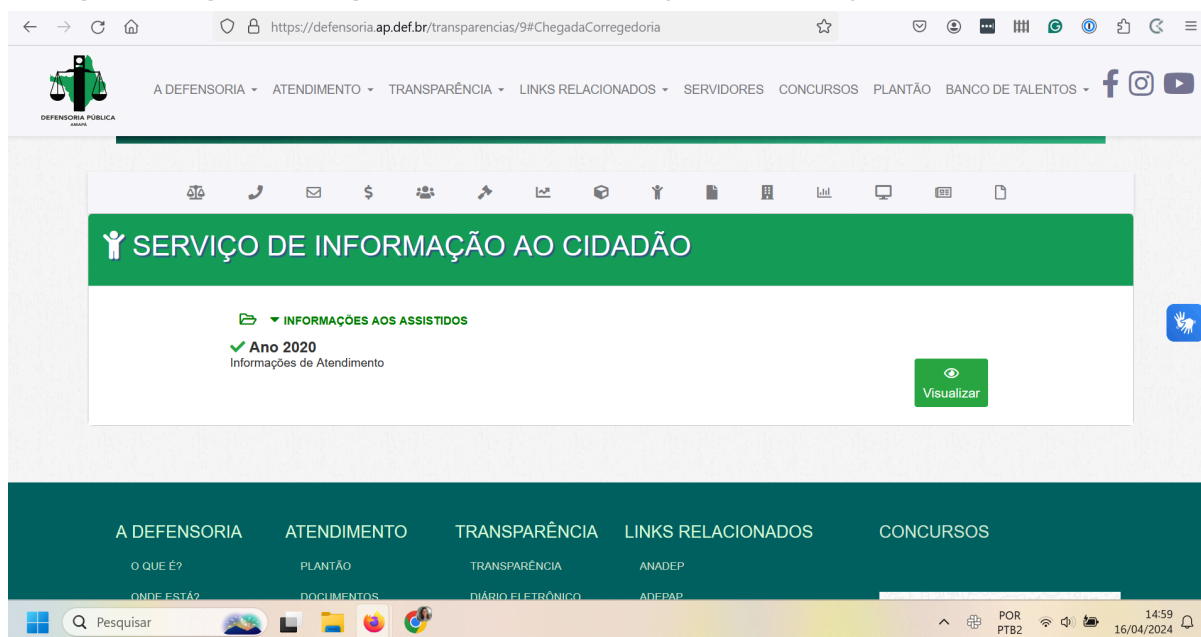 https://defensoria.ap.def.br/transparencias/9#ChegadaCorregedoria
DEFENSORIA PÚBLICA
AMAPÁ
A DEFENSORIA
ATENDIMENTO
TRANSPARÊNCIA
LINKS RELACIONADOS
SERVIDORES
CONCURSOS
PLANTÃO
BANCO DE TALENTOS
SERVIÇO DE INFORMAÇÃO AO CIDADÃO
INFORMAÇÕES AOS ASSISTIDOS
Ano 2020
Informações de Atendimento
Visualizar
A DEFENSORIA
ATENDIMENTO
TRANSPARÊNCIA
LINKS RELACIONADOS
CONCURSOS
O QUE É?
PLANTÃO
TRANSPARÊNCIA
ANADEP
ONDE ESTÁ?
DOCUMENTOS
DIÁRIO ELETRÔNICO
ADEPAP
Pesquisar
POR
PTB2
14:59
16/04/2024